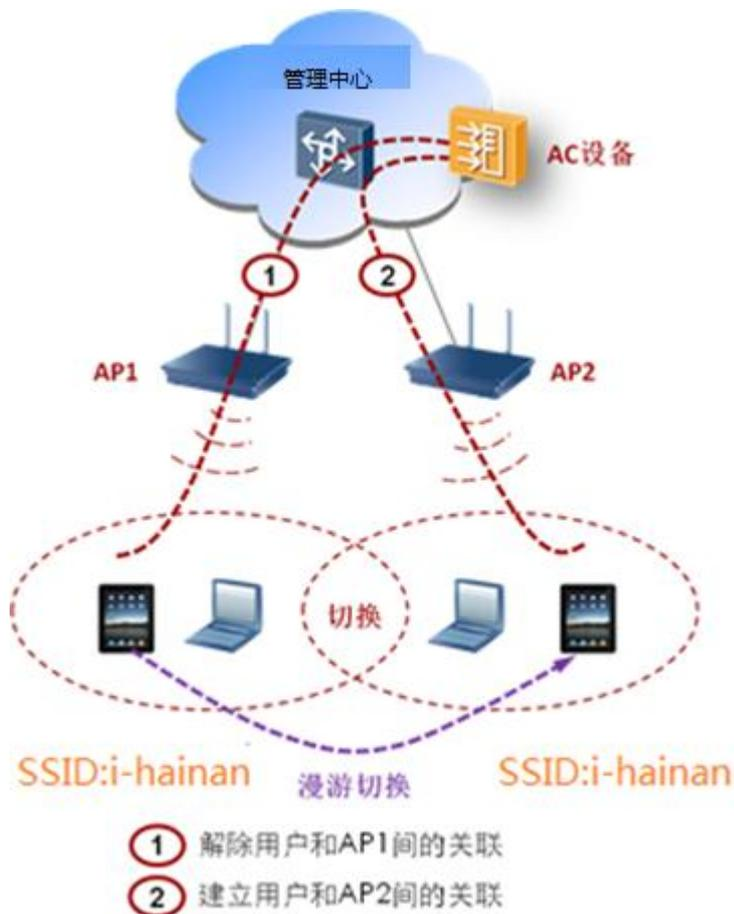 管理中心
AC设备
1
2
AP1
AP2
切换
SSID:i-hainan
漫游切换
SSID:i-hainan
1 解除用户和AP1间的关联
2 建立用户和AP2间的关联